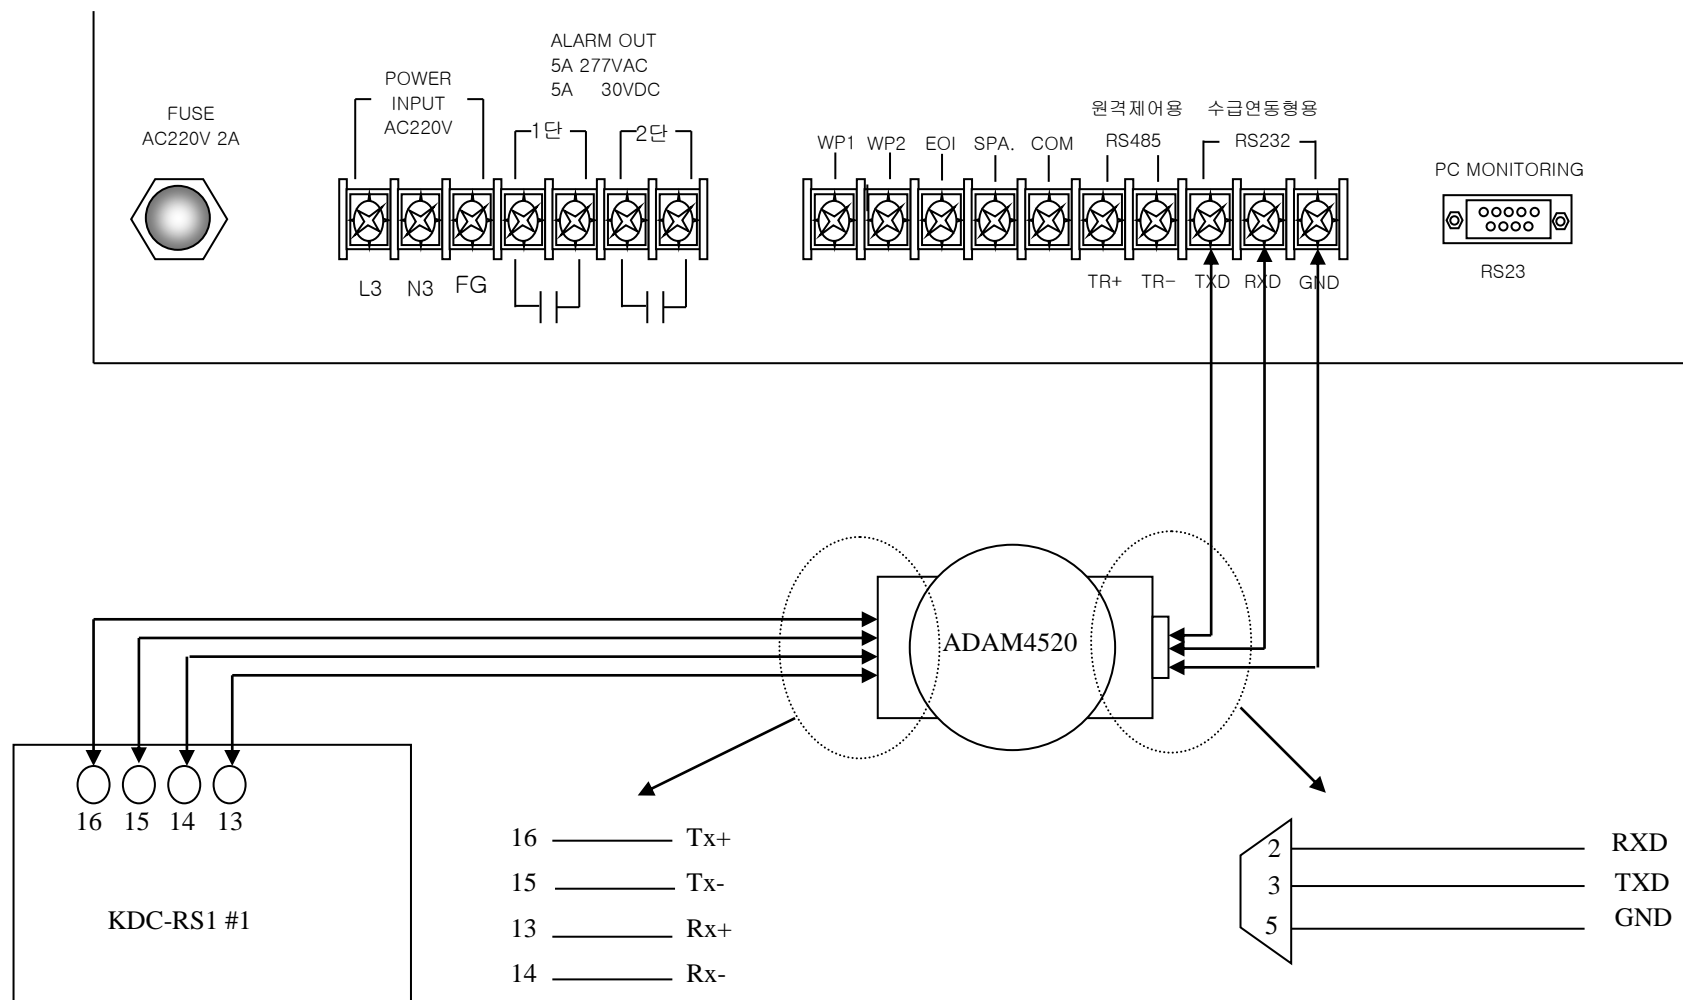 FUSE
AC220V 2A
POWER
INPUT
AC220V
ALARM OUT
5A 277VAC
5A 30VDC
1단
2단
L3
N3
FG
WP1
WP2
EOI
SPA.
COM
원격제어용
RS485
수급연동형용
RS232
TR+
TR-
TXD
RXD
GND
PC MONITORING
RS23
ADAM4520
16
15
14
13
KDC-RS1 #1
16 Tx+
15 Tx-
13 Rx+
14 Rx-
2 RXD
3 TXD
5 GND